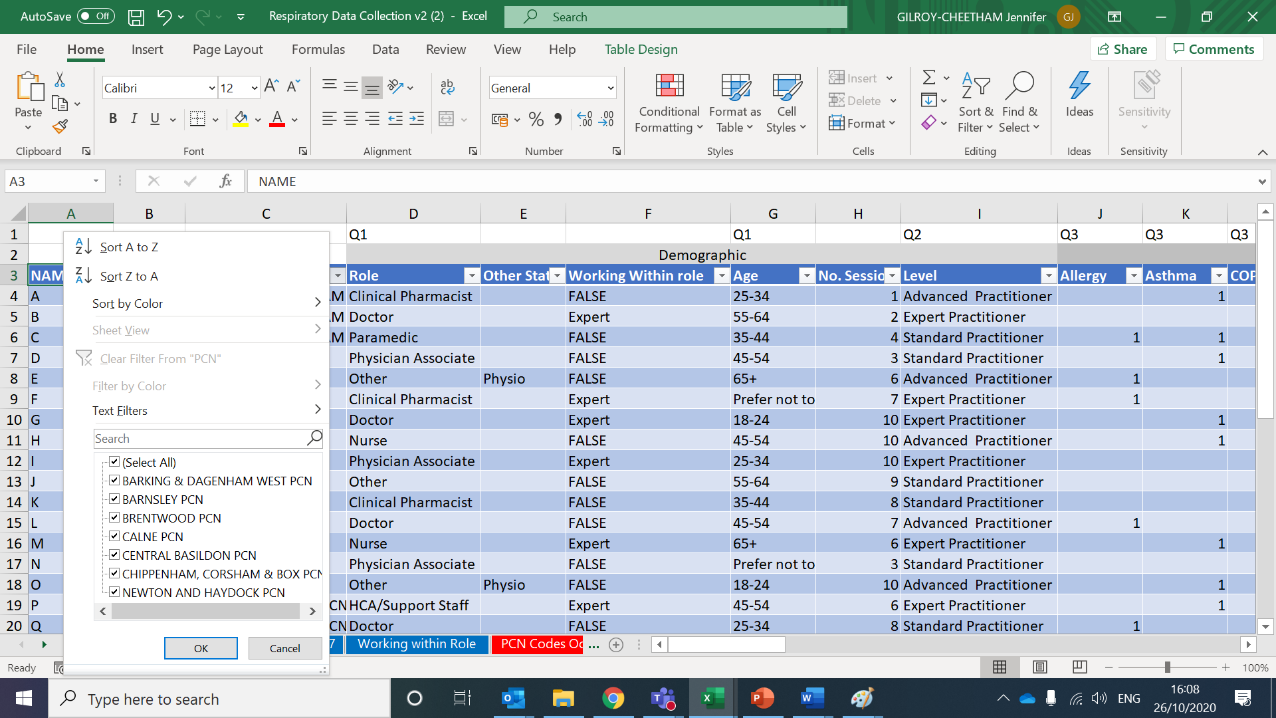 AutoSave Off Respiratory Data Collection v2 (2) - Excel Search GILROY-CHEETHAM Jennifer GJ
File Home Insert Page Layout Formulas Data Review View Help Table Design Share Comments
Calibri 12 General Insert
Paste Conditional Format as Cell Delete Sort & Find & Ideas Sensitivity
Formatting Table Styles Format Filter Select
Clipboard Font Alignment Number Styles Cells Editing Ideas Sensitivity
A3 fx NAME
A B C D E F G H I J K
1 Q1 Q1 Q2 Q3 Q3 Q3
2 Demographic
3 NAM Role Other Stat Working Within role Age No. Sessio Level Allergy Asthma COP
4 A AM Clinical Pharmacist FALSE 25-34 1 Advanced Practitioner 1
5 B AM Doctor Expert 55-64 2 Expert Practitioner
6 C AM Paramedic FALSE 35-44 4 Standard Practitioner 1 1
7 D Physician Associate FALSE 45-54 3 Standard Practitioner 1
8 E Other Physio FALSE 65+ 6 Advanced Practitioner 1
9 F Clinical Pharmacist Expert Prefer not to 7 Expert Practitioner 1
10 G Doctor Expert 18-24 10 Expert Practitioner 1
11 H Nurse FALSE 45-54 10 Advanced Practitioner 1
12 I Physician Associate Expert 25-34 10 Expert Practitioner
13 J Other FALSE 55-64 9 Standard Practitioner
14 K Clinical Pharmacist FALSE 35-44 8 Standard Practitioner
15 L Doctor FALSE 45-54 7 Advanced Practitioner 1
16 M Nurse Expert 65+ 6 Expert Practitioner 1
17 N Physician Associate FALSE Prefer not to 3 Standard Practitioner
18 O Other Physio FALSE 18-24 10 Advanced Practitioner 1
19 P CN HCA/Support Staff Expert 45-54 6 Expert Practitioner 1
20 Q CN Doctor FALSE 25-34 8 Standard Practitioner 1
Sort A to Z
Sort Z to A
Sort by Color
Sheet View
Clear Filter From "PCN"
Filter by Color
Text Filters
Search
(Select All)
BARKING & DAGENHAM WEST PCN
BARNSLEY PCN
BRENTWOOD PCN
CALNE PCN
CENTRAL BASILDON PCN
CHIPPENHAM, CORSHAM & BOX PCN
NEWTON AND HAYDOCK PCN
OK Cancel
7 Working within Role PCN Codes Oc ...
Ready 100%
Type here to search ENG 16:08
26/10/2020